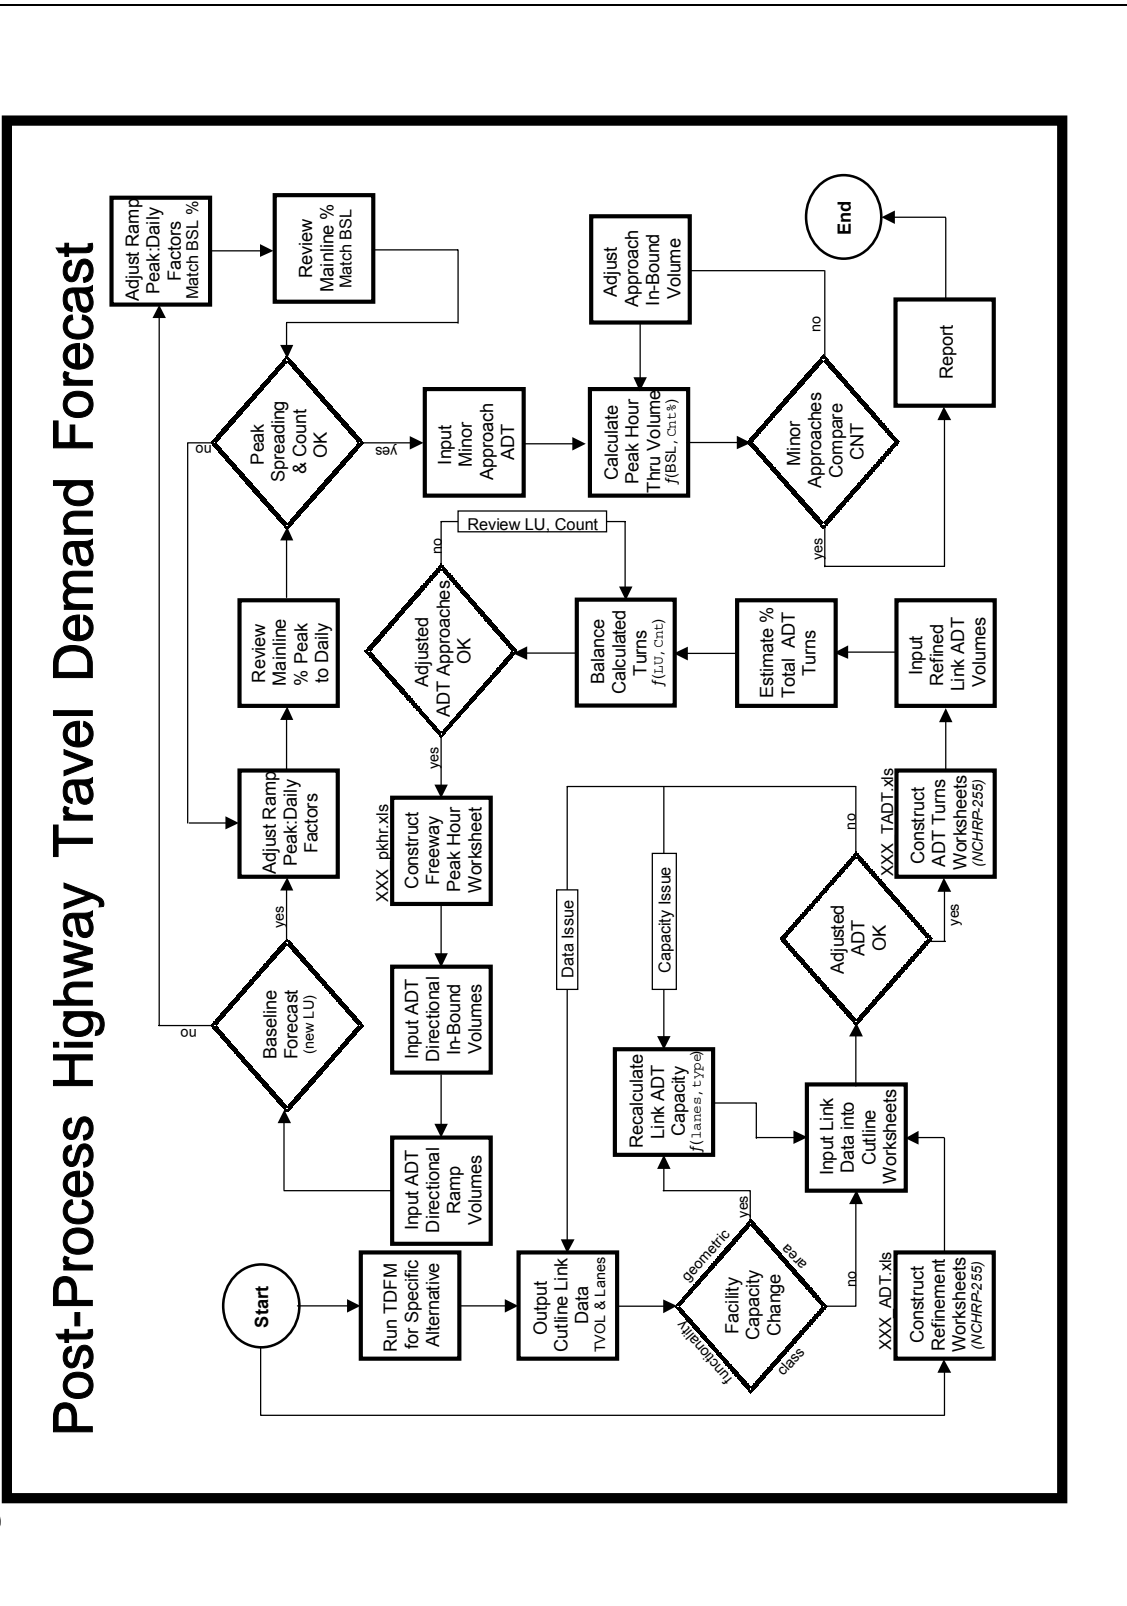 Post-Process Highway Travel Demand Forecast
Start
Run TDFM
for Specific
Alternative
Output
Cutline Link
Data
TVOL & Lanes
functionality
geometric
class
area
Facility
Capacity
Change
yes
no
XXX_ADT.xls
Construct
Refinement
Worksheets
(NCHRP-255)
Recalculate
Link ADT
Capacity
f(lanes,type)
Input Link
Data into
Cutline
Worksheets
Data Issue
Capacity Issue
Adjusted
ADT
OK
no
yes
XXX_TADT.xls
Construct
ADT Turns
Worksheets
(NCHRP-255)
Input
Refined
Link ADT
Volumes
Estimate %
Total ADT
Turns
Balance
Calculated
Turns
f(LU,Cnt)
Adjusted
ADT Approaches
OK
no
Review LU, Count
yes
XXX_pkhr.xls
Construct
Freeway
Peak Hour
Worksheet
Input ADT
Directional
In-Bound
Volumes
Input ADT
Directional
Ramp
Volumes
Baseline
Forecast
(new LU)
no
yes
Adjust Ramp
Peak:Daily
Factors
Review
Mainline
% Peak
to Daily
Adjust Ramp
Peak:Daily
Factors
Match BSL %
Review
Mainline %
Match BSL
Peak
Spreading
& Count
OK
no
yes
Input
Minor
Approach
ADT
Calculate
Peak Hour
Thru Volume
f(BSL,Cnt%)
Adjust
Approach
In-Bound
Volume
Minor
Approaches
Compare
CNT
no
yes
Report
End